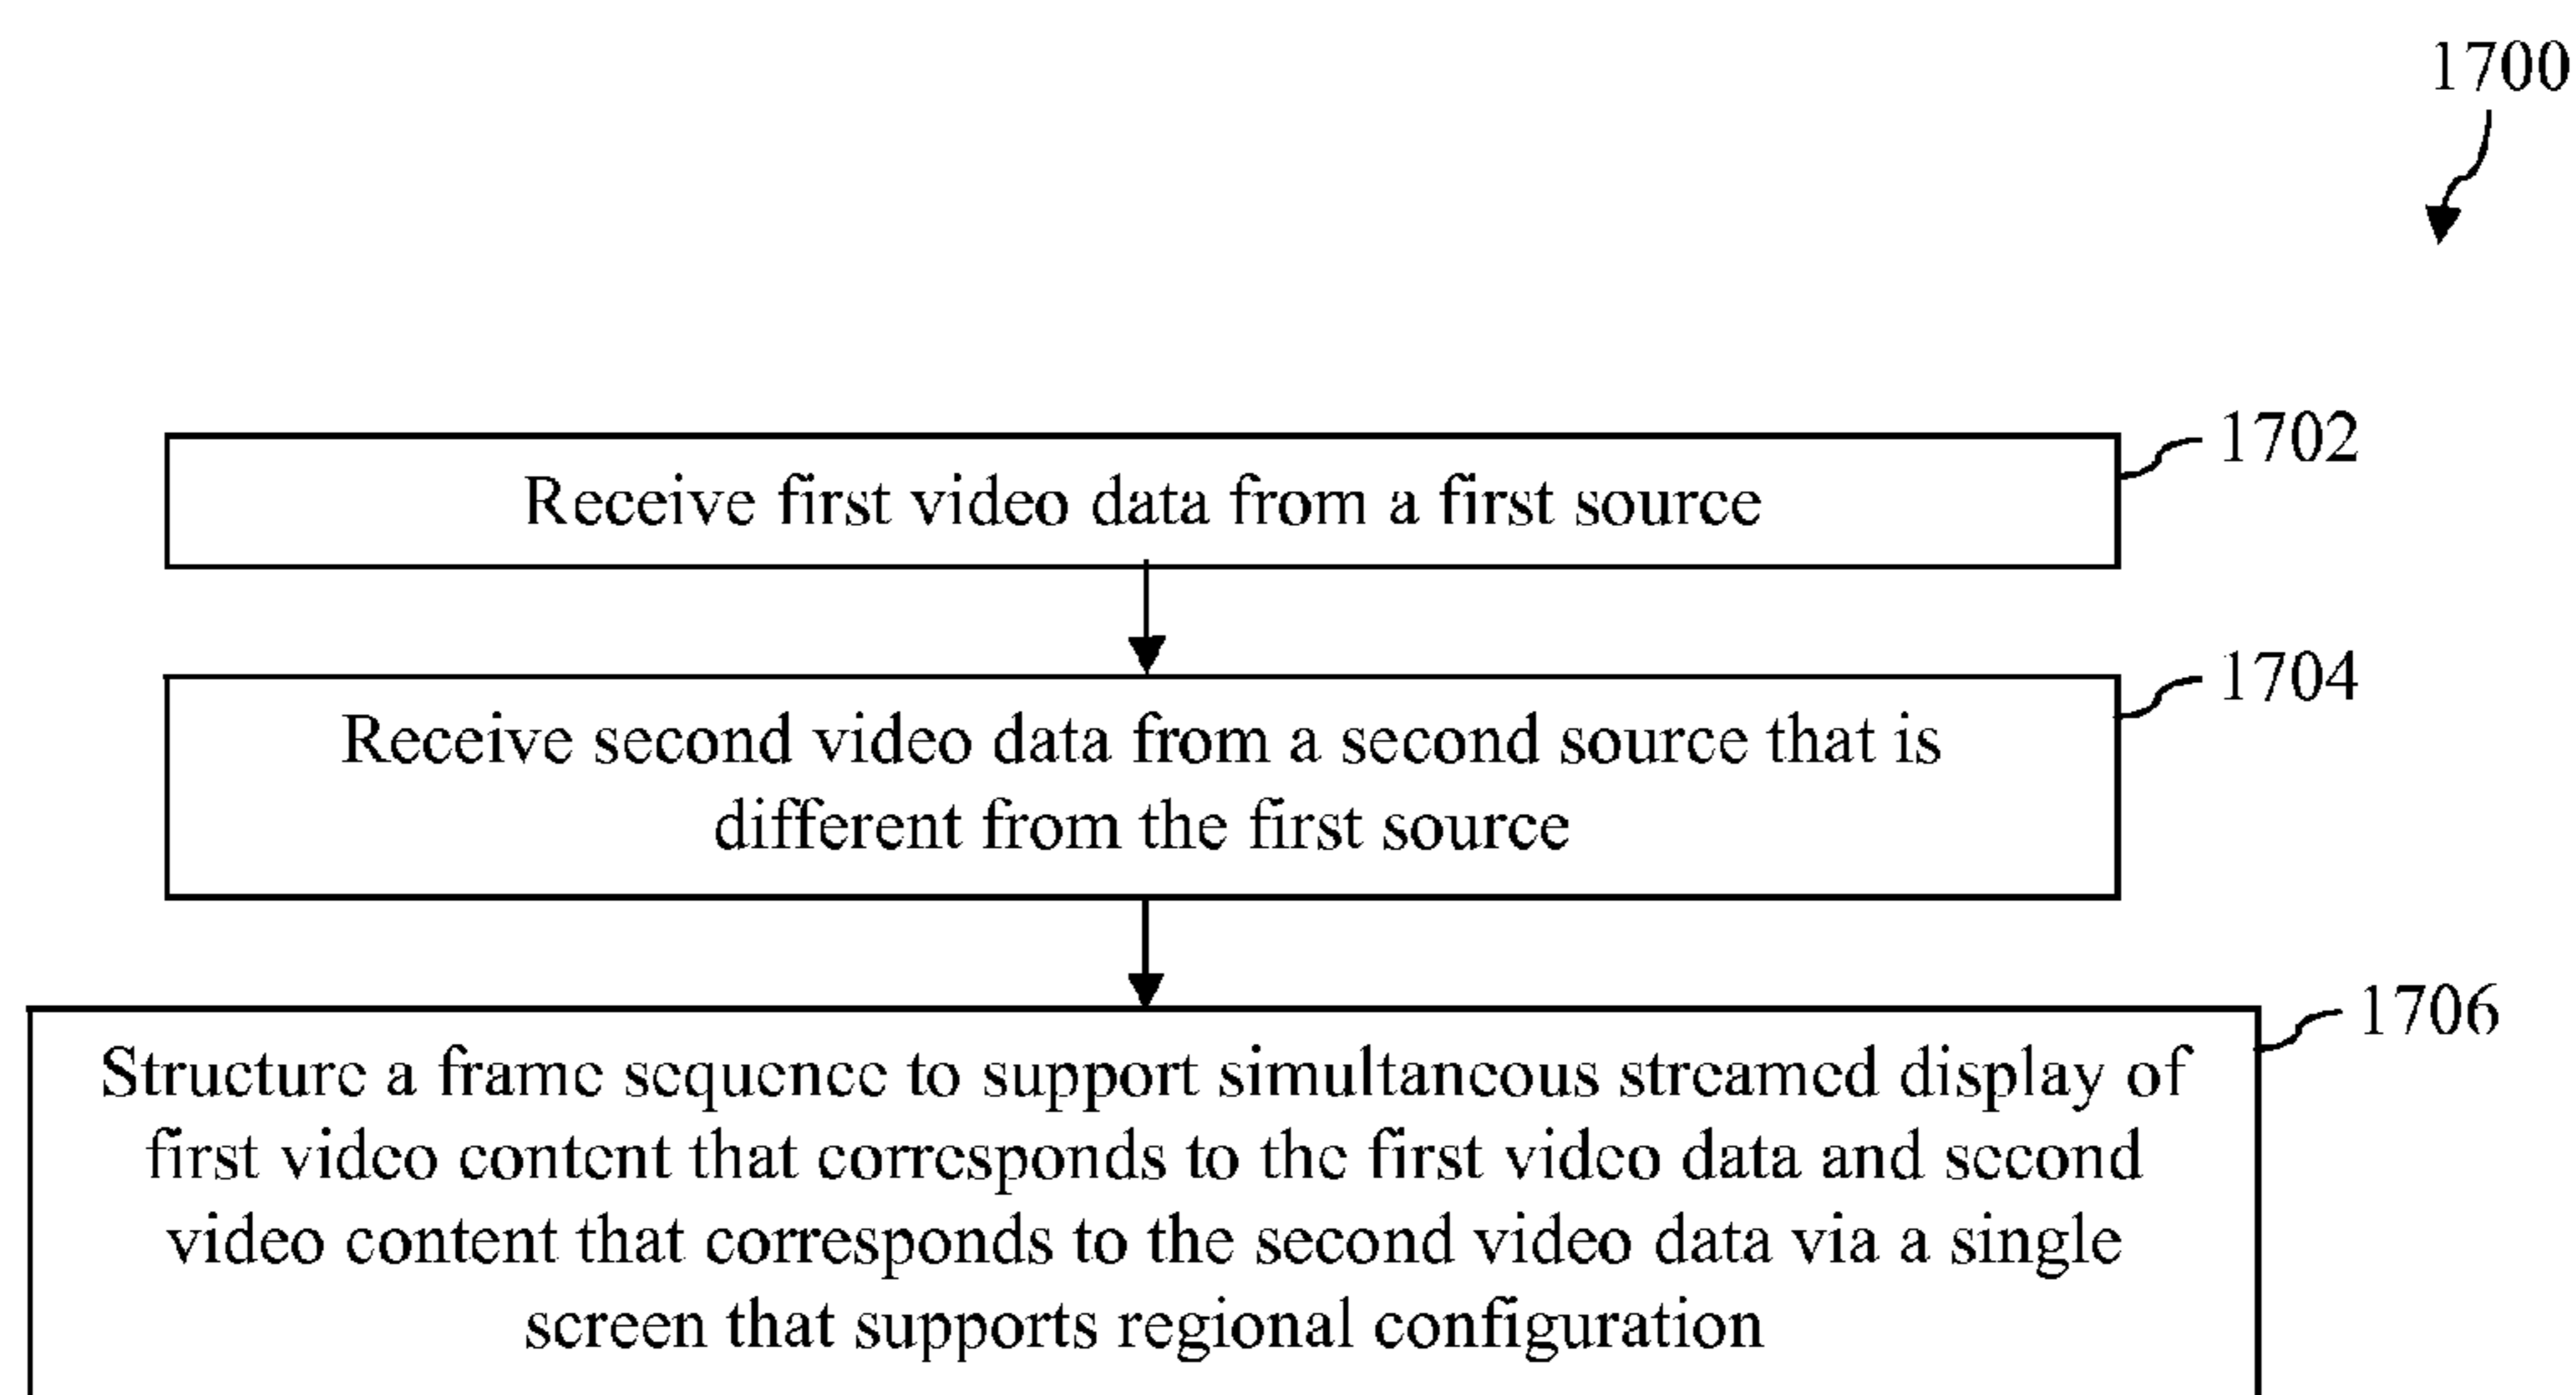 1700
1702
Receive first video data from a first source
1704
Receive second video data from a second source that is
different from the first source
1706
Structure a frame sequence to support simultaneous streamed display of
first video content that corresponds to the first video data and second
video content that corresponds to the second video data via a single
screen that supports regional configuration